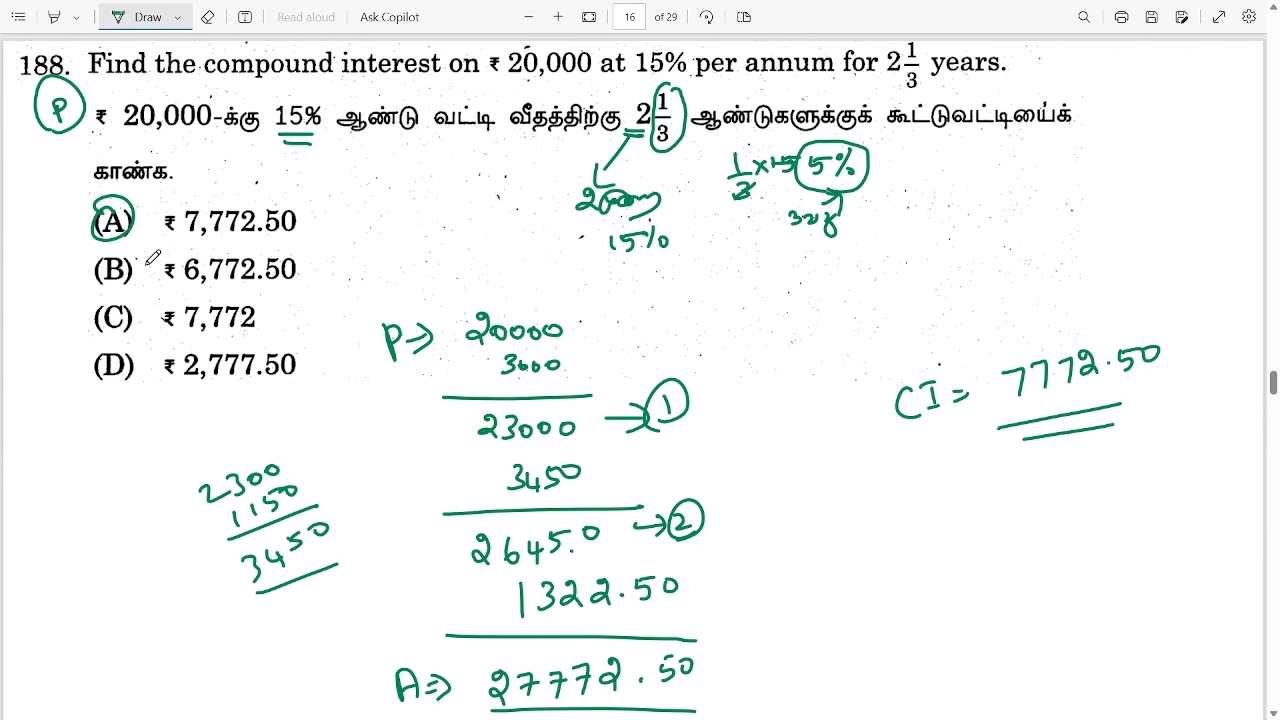 Draw
Read aloud
Ask Copilot
16
of 29
188. Find the compound interest on ₹ 20,000 at 15% per annum for 2 1/3 years.
P
₹ 20,000-க்கு 15% ஆண்டு வட்டி வீதத்திற்கு 2 1/3 ஆண்டுகளுக்குக் கூட்டுவட்டியைக்
காண்க.
1/3 × 15 5%
15%
(A) ₹ 7,772.50
(B) ₹ 6,772.50
(C) ₹ 7,772
(D) ₹ 2,777.50
P⇒ 20000
3000
23000 → 1
3450
26450 → 2
1322.50
A⇒ 27772.50
2300
1150
3450
CI = 7772.50